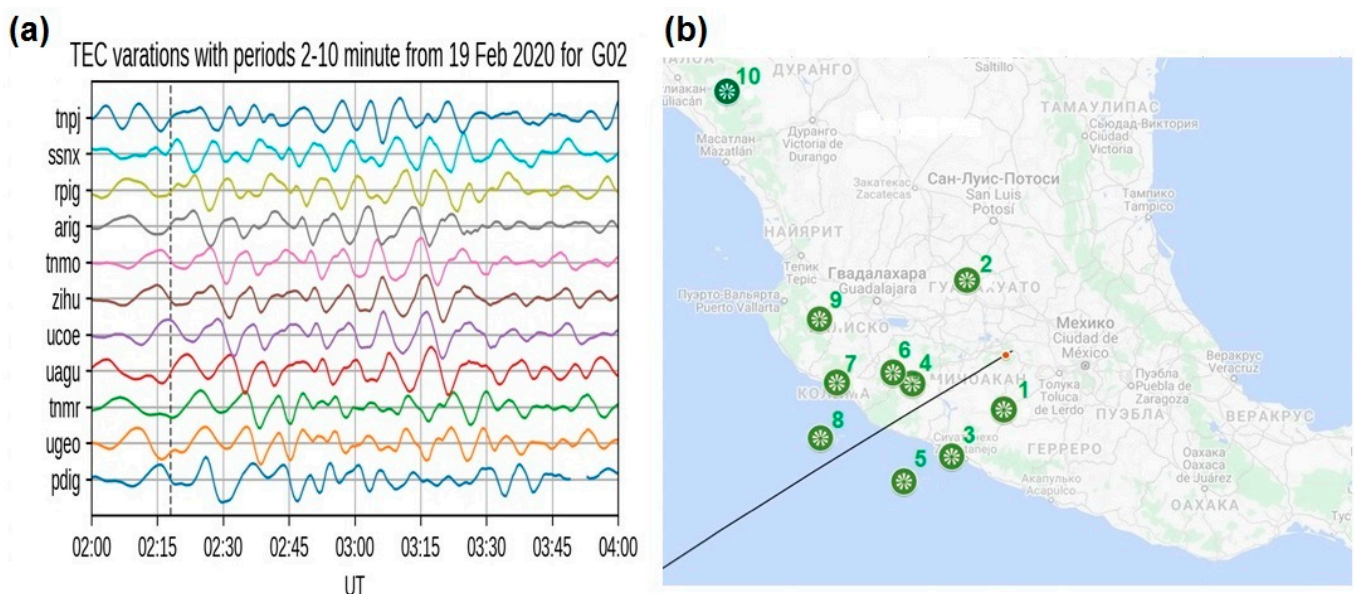 (a)
TEC varations with periods 2-10 minute from 19 Feb 2020 for G02
tnpj
ssnx
rpig
arig
tnmo
zihu
ucoe
uagu
tnmr
ugeo
pdig
02:00
02:15
02:30
02:45
03:00
03:15
03:30
03:45
04:00
UT
(b)
10
ДУРАНГО
Saltillo
uliacán
Масатлан
Mazatlán
Дуранго
Victoria de
Durango
ТАМАУЛИПАС
Сьюдад-Виктория
Ciudad
Victoria
Закатекас
Zacatecas
Сан-Луис-Потоси
San Luis
Potosí
Тампико
Tampico
НАЙЯРИТ
Тепик
Tepic
Гвадалахара
Guadalajara
2
Пуэрто-Вальярта
Puerto Vallarta
9
Мехико
Ciudad de
México
Веракрус
Veracruz
7
6
4
КОЛИМА
1
Толука
Toluca
de Lerdo
Пуэбла
Puebla de
Zaragoza
ПУЭБЛА
ВЕРАКРУС
8
3
ГЕРРЕРО
5
Акапулько
Acapulco
Оахака
Oaxaca
de Juárez
ОАХАКА